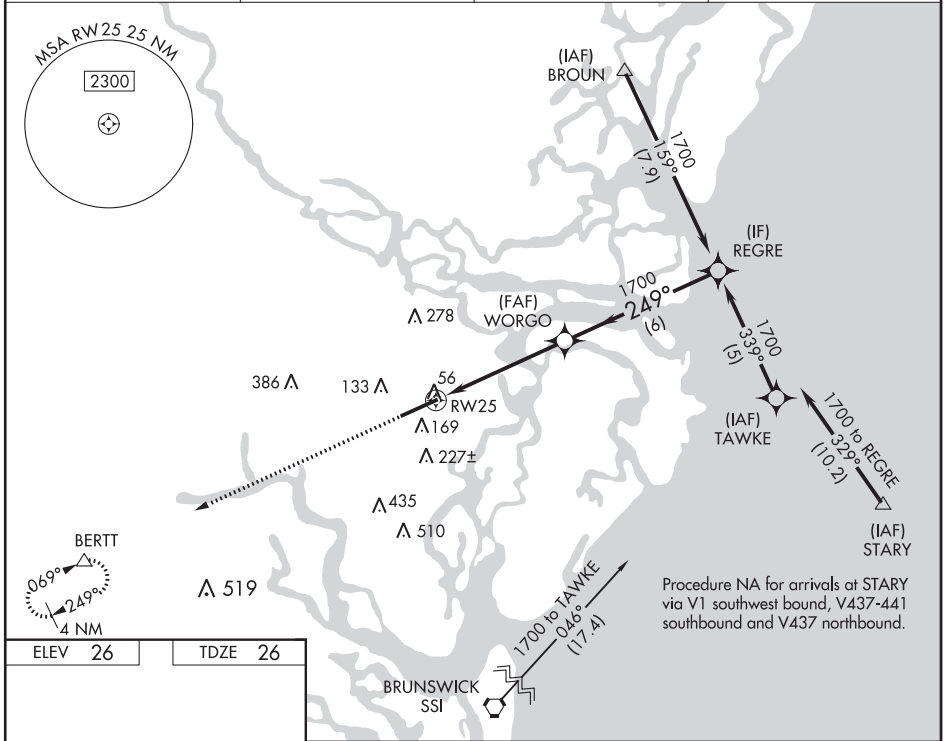 MSA RW 25 25 NM
2300
(IAF)
BROUN
1700
159°
(7.9)
(IF)
REGRE
1700
249°
(6)
(FAF)
WORGO
278
386
133
56
RW25
169
227±
435
510
519
1700
339°
(5)
(IAF)
TAWKE
1700 to REGRE
329°
(10.2)
(IAF)
STARY
BERTT
069°
249°
4 NM
1700 to TAWKE
046°
(17.4)
Procedure NA for arrivals at STARY
via V1 southwest bound, V437-441
southbound and V437 northbound.
ELEV 26
TDZE 26
BRUNSWICK
SSI